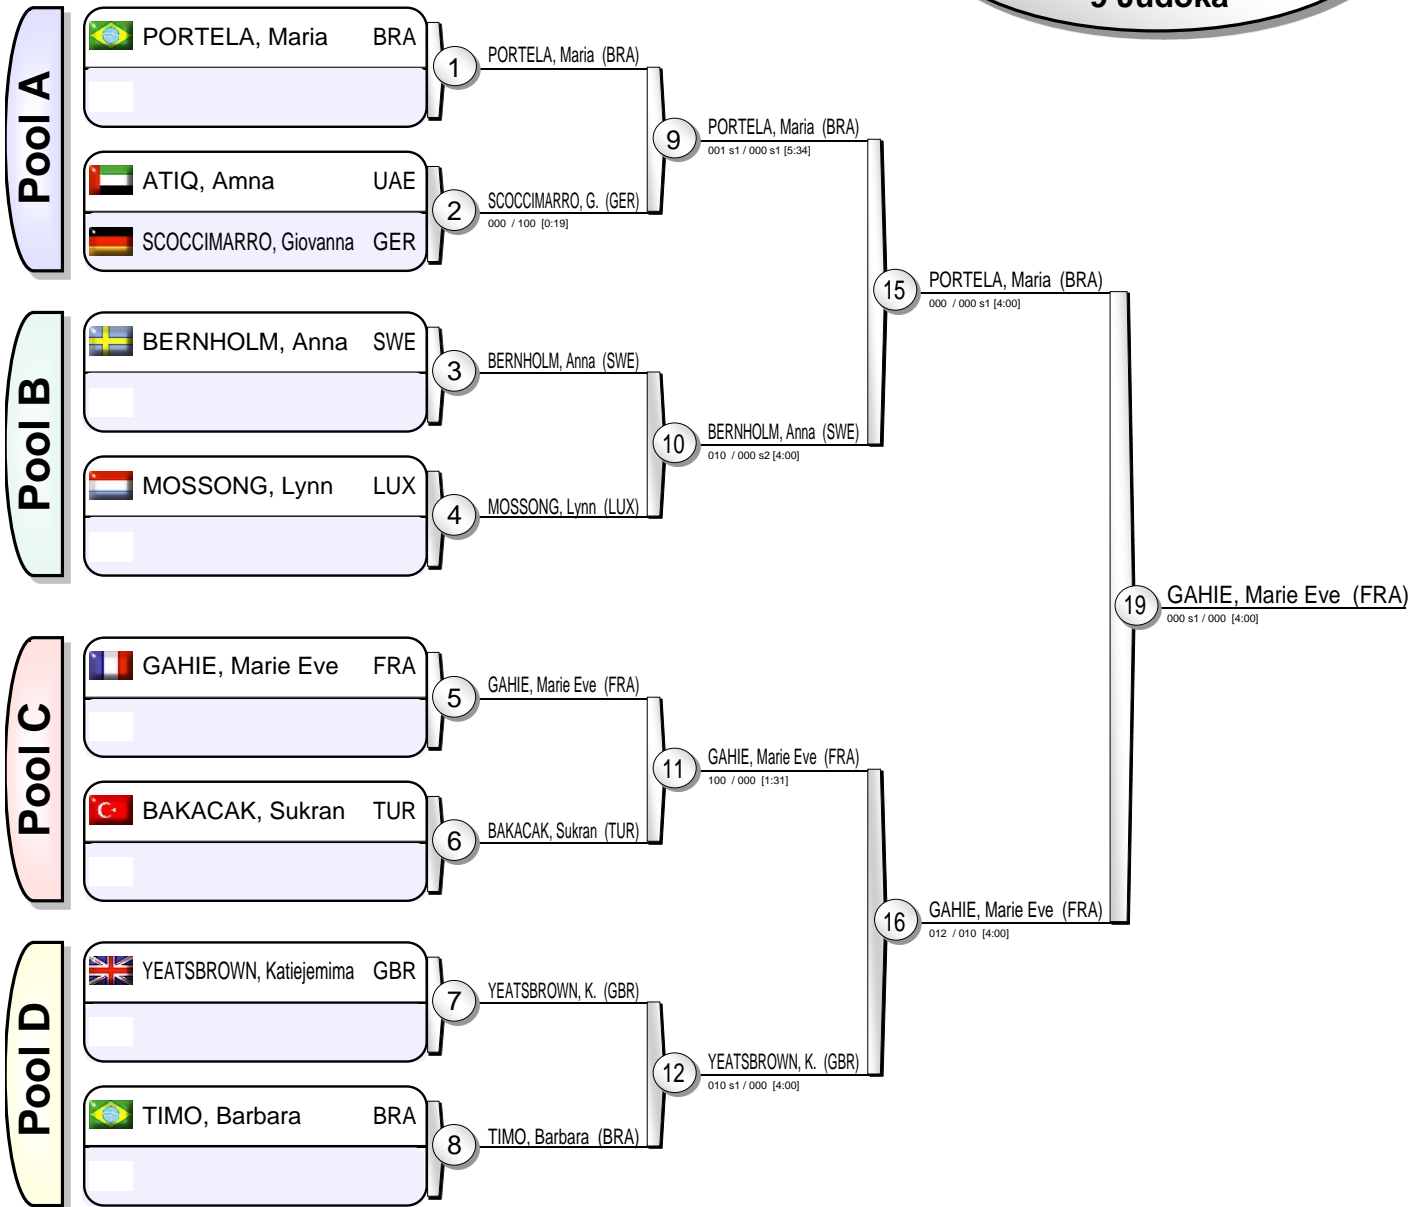 9 Judoka
Pool A
PORTELA, Maria BRA
1
ATIQ, Amna UAE
SCOCCIMARRO, Giovanna GER
2
PORTELA, Maria (BRA)
SCOCCIMARRO, G. (GER)
000 / 100 [0:19]
9
PORTELA, Maria (BRA)
001 s1 / 000 s1 [5:34]
Pool B
BERNHOLM, Anna SWE
3
MOSSONG, Lynn LUX
4
BERNHOLM, Anna (SWE)
MOSSONG, Lynn (LUX)
10
BERNHOLM, Anna (SWE)
010 / 000 s2 [4:00]
15
PORTELA, Maria (BRA)
000 / 000 s1 [4:00]
Pool C
GAHIE, Marie Eve FRA
5
BAKACAK, Sukran TUR
6
GAHIE, Marie Eve (FRA)
BAKACAK, Sukran (TUR)
11
GAHIE, Marie Eve (FRA)
100 / 000 [1:31]
Pool D
YEATSBROWN, Katiejemima GBR
7
TIMO, Barbara BRA
8
YEATSBROWN, K. (GBR)
TIMO, Barbara (BRA)
12
YEATSBROWN, K. (GBR)
010 s1 / 000 [4:00]
16
GAHIE, Marie Eve (FRA)
012 / 010 [4:00]
19
GAHIE, Marie Eve (FRA)
000 s1 / 000 [4:00]